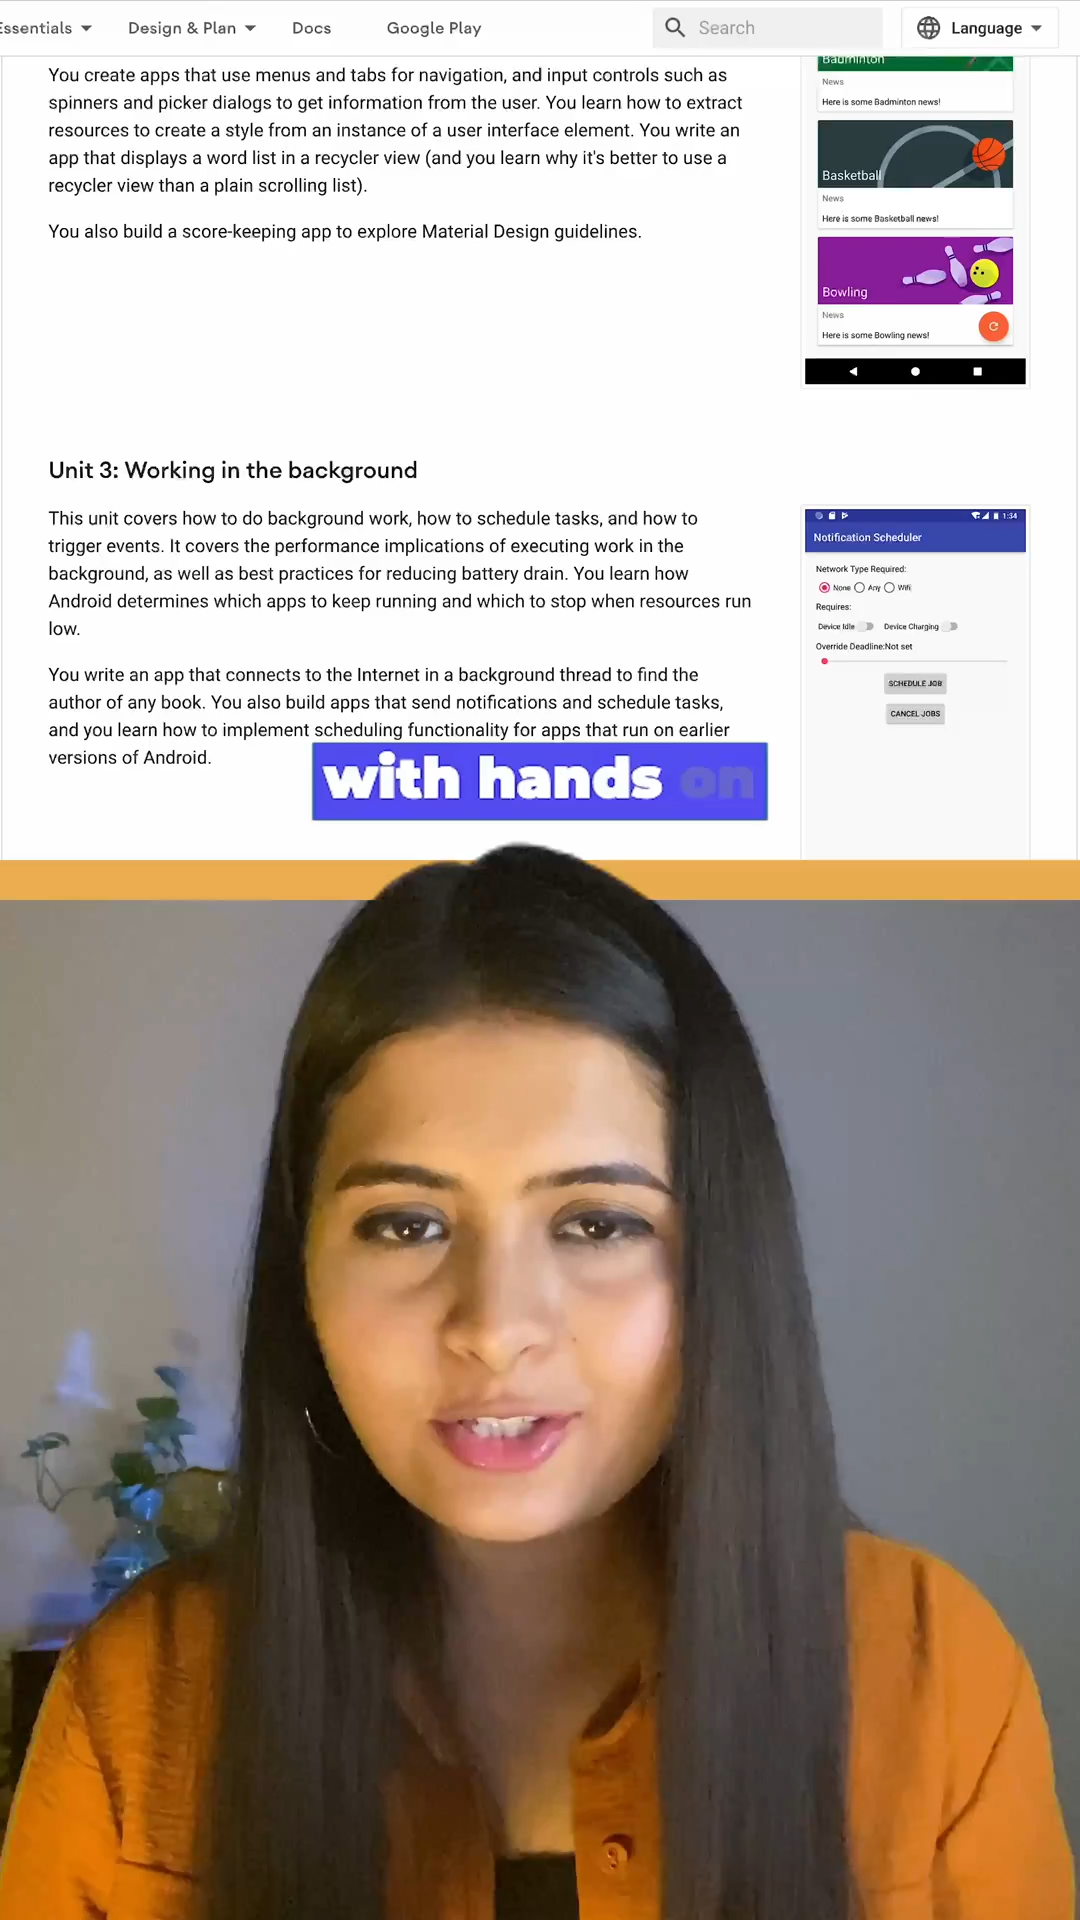 Essentials
Design & Plan
Docs
Google Play
Search
Language
You create apps that use menus and tabs for navigation, and input controls such as
spinners and picker dialogs to get information from the user. You learn how to extract
resources to create a style from an instance of a user interface element. You write an
app that displays a word list in a recycler view (and you learn why it's better to use a
recycler view than a plain scrolling list).
You also build a score-keeping app to explore Material Design guidelines.
Badminton
News
Here is some Badminton news!
Basketball
News
Here is some Basketball news!
Bowling
News
Here is some Bowling news!
Unit 3: Working in the background
This unit covers how to do background work, how to schedule tasks, and how to
trigger events. It covers the performance implications of executing work in the
background, as well as best practices for reducing battery drain. You learn how
Android determines which apps to keep running and which to stop when resources run
low.
You write an app that connects to the Internet in a background thread to find the
author of any book. You also build apps that send notifications and schedule tasks,
and you learn how to implement scheduling functionality for apps that run on earlier
versions of Android.
1:34
Notification Scheduler
Network Type Required:
None Any Wifi
Requires:
Device Idle Device Charging
Override Deadline:Not set
SCHEDULE JOB
CANCEL JOBS
with hands on